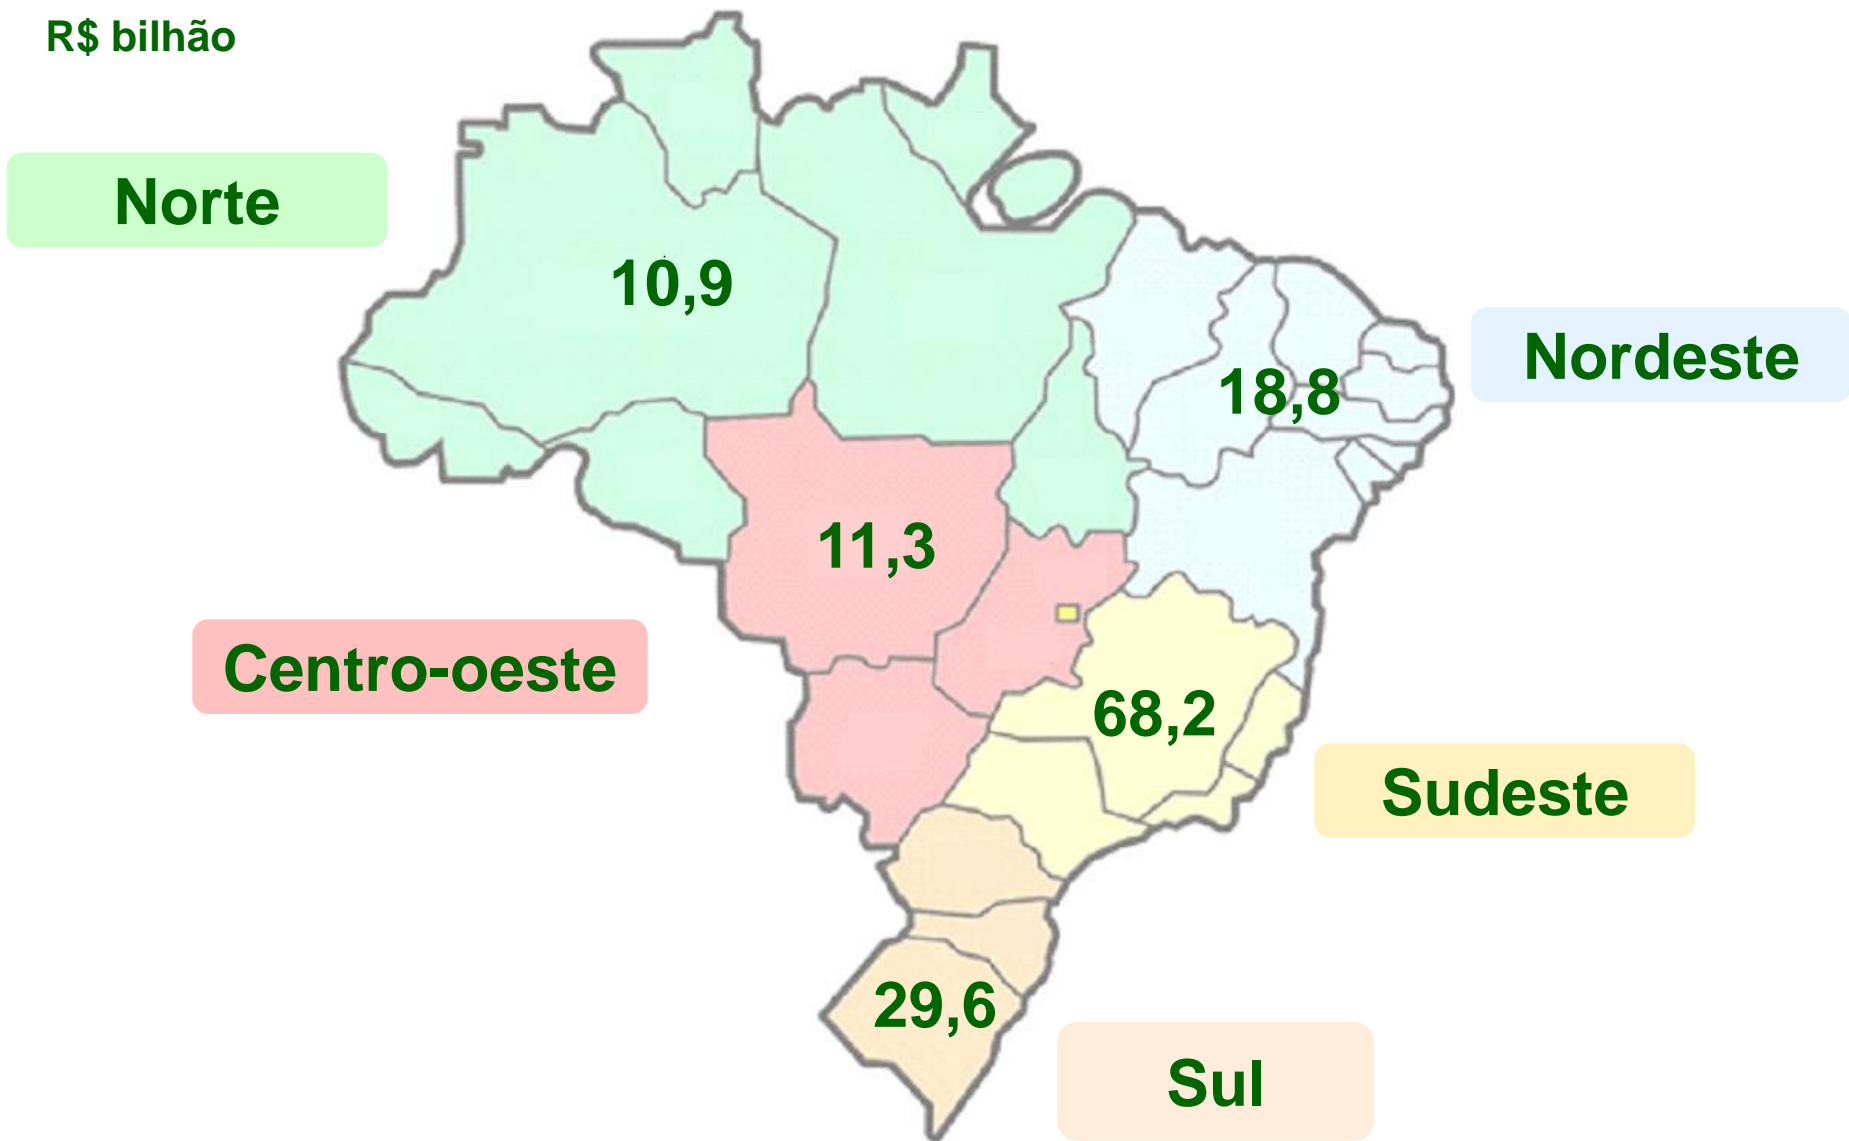 R$ bilhão
Norte
10,9
Nordeste
18,8
11,3
Centro-oeste
68,2
Sudeste
29,6
Sul